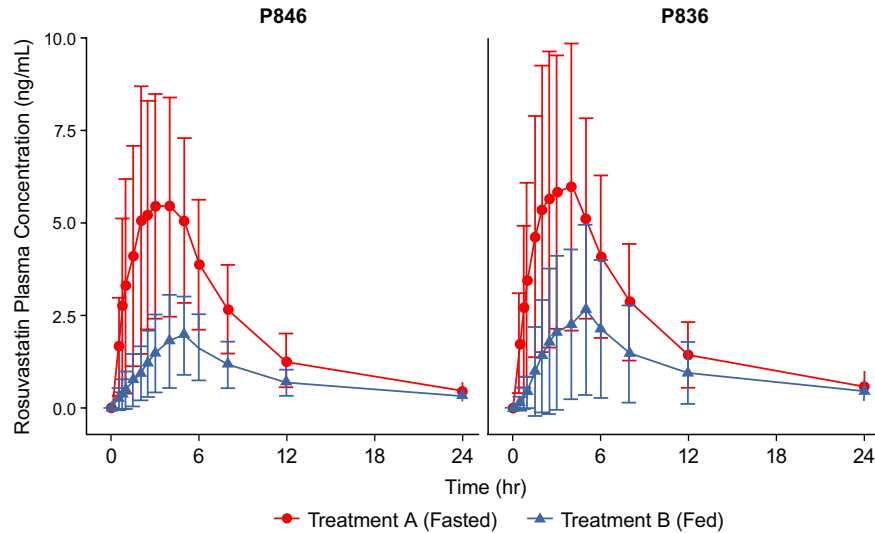 P846 P836
Rosuvastatin Plasma Concentration (ng/mL)
10.0
7.5
5.0
2.5
0.0
0 6 12 18 24 0 6 12 18 24
Time (hr)
Treatment A (Fasted) Treatment B (Fed)